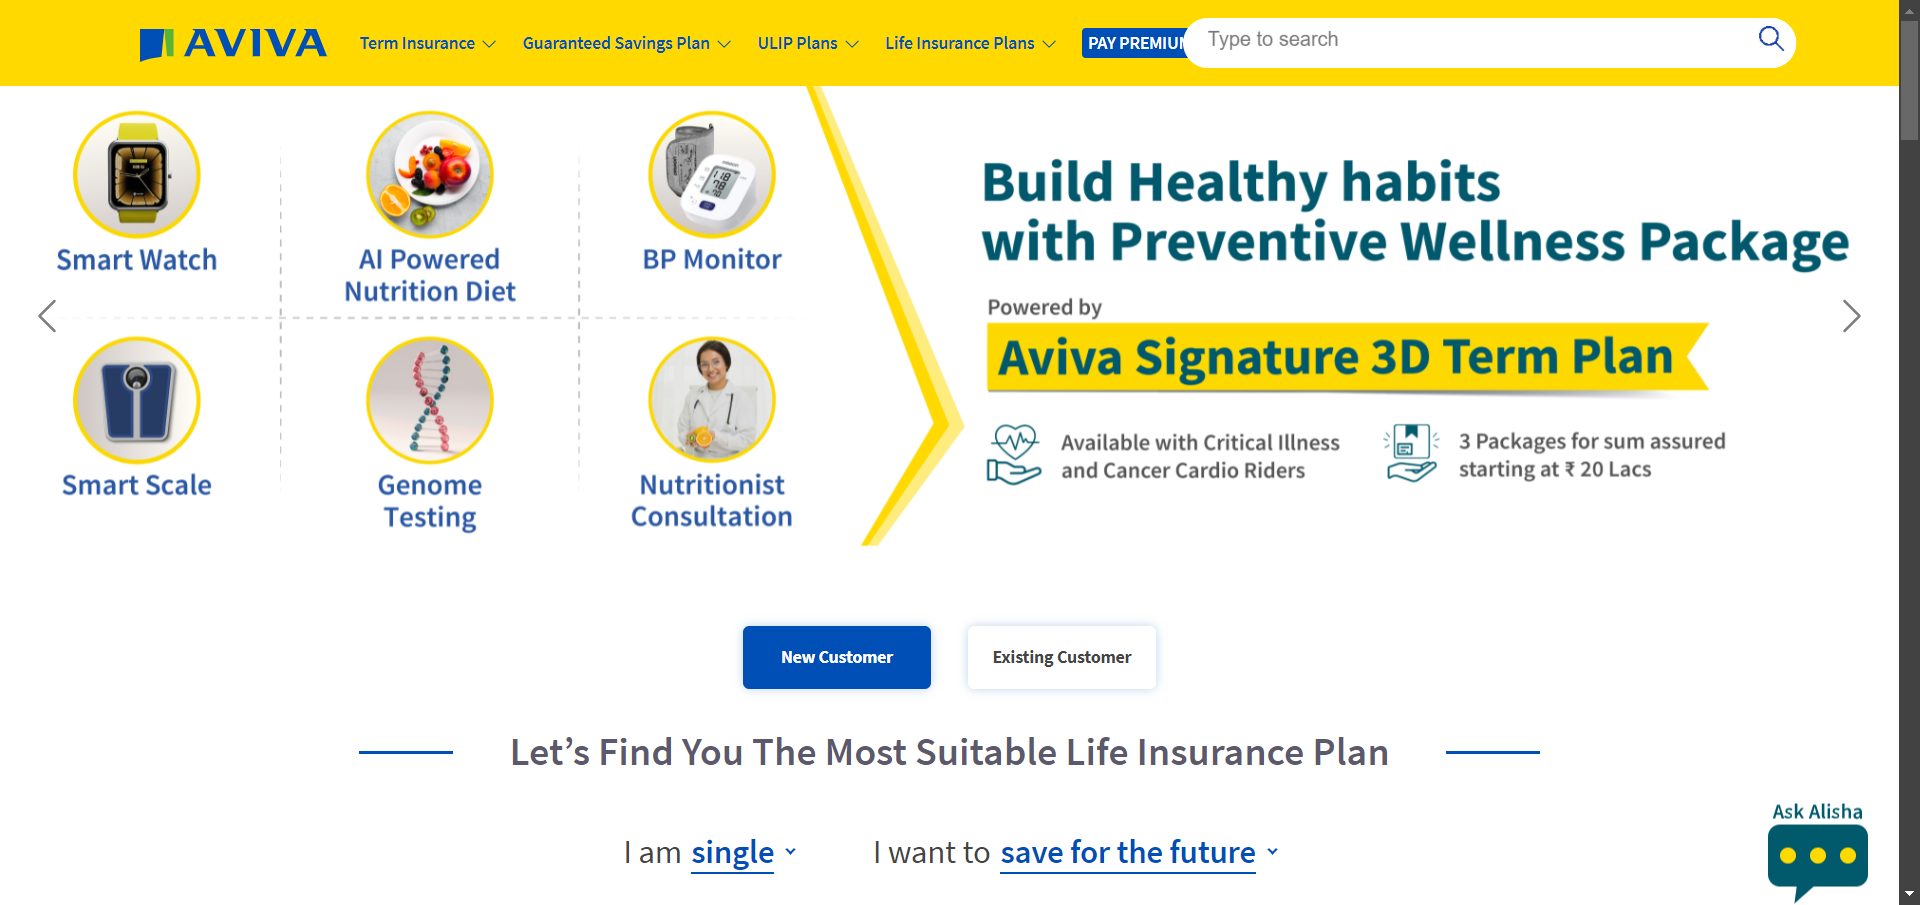 AVIVA
Term Insurance
Guaranteed Savings Plan
ULIP Plans
Life Insurance Plans
PAY PREMIUM
Type to search
Smart Watch
AI Powered
Nutrition Diet
BP Monitor
Smart Scale
Genome
Testing
Nutritionist
Consultation
Build Healthy habits
with Preventive Wellness Package
Powered by
Aviva Signature 3D Term Plan
Available with Critical Illness
and Cancer Cardio Riders
3 Packages for sum assured
starting at ₹ 20 Lacs
New Customer
Existing Customer
Let’s Find You The Most Suitable Life Insurance Plan
I am single
I want to save for the future
Ask Alisha